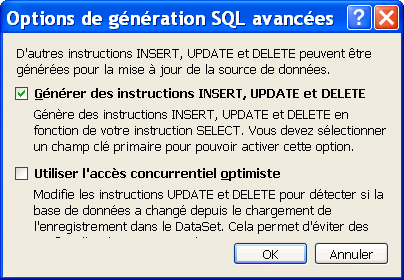 Options de génération SQL avancées
D'autres instructions INSERT, UPDATE et DELETE peuvent être
générées pour la mise à jour de la source de données.
Générer des instructions INSERT, UPDATE et DELETE
Génère des instructions INSERT, UPDATE et DELETE en
fonction de votre instruction SELECT. Vous devez sélectionner
un champ clé primaire pour pouvoir activer cette option.
Utiliser l'accès concurrentiel optimiste
Modifie les instructions UPDATE et DELETE pour détecter si la
base de données a changé depuis le chargement de
l'enregistrement dans le DataSet. Cela permet d'éviter des
OK Annuler